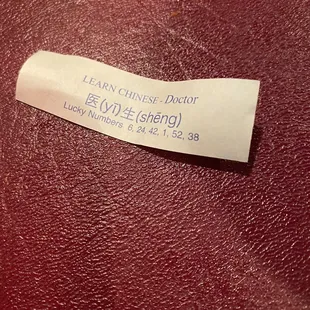 LEARN CHINESE - Doctor
医(yī)生(shēng)
Lucky Numbers 6, 24, 42, 1, 52, 38